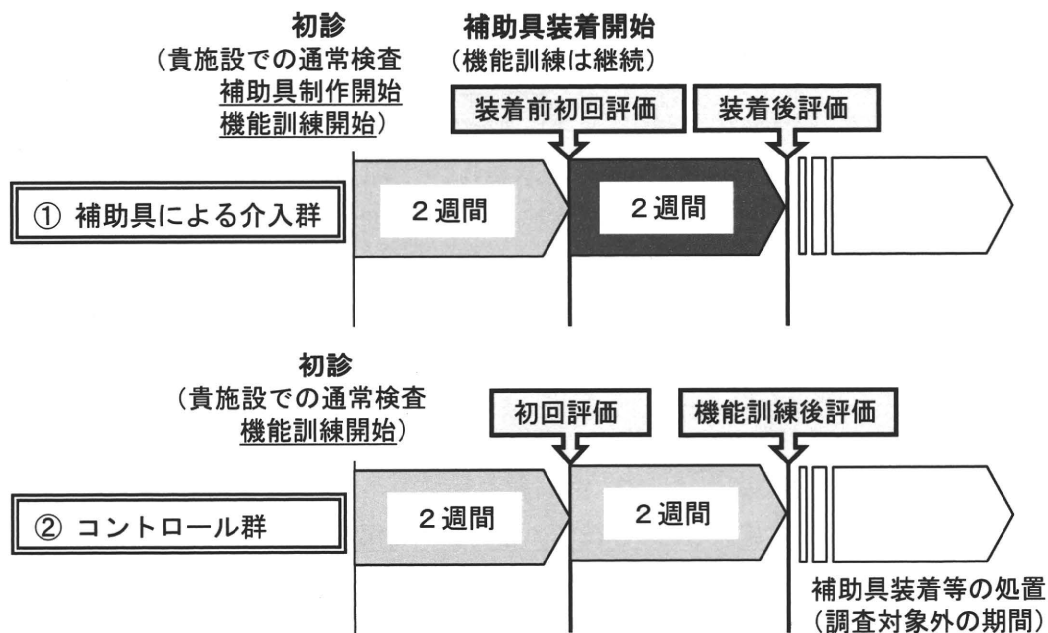 初診
(貴施設での通常検査
補助具制作開始
機能訓練開始)
補助具装着開始
(機能訓練は継続)
装着前初回評価
装着後評価
① 補助具による介入群
2週間
2週間
初診
(貴施設での通常検査
機能訓練開始)
初回評価
機能訓練後評価
② コントロール群
2週間
2週間
補助具装着等の処置
(調査対象外の期間)